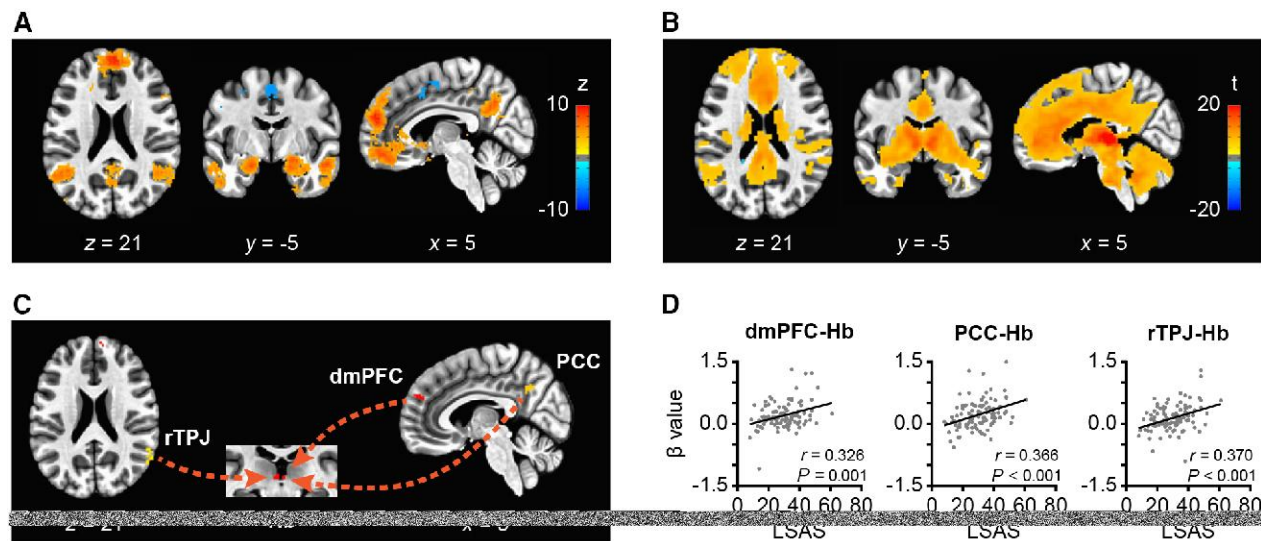 A
z
10
-10
z = 21
y = -5
x = 5
B
t
20
-20
z = 21
y = -5
x = 5
C
dmPFC
PCC
rTPJ
D
dmPFC-Hb
PCC-Hb
rTPJ-Hb
β value
1.5
0.0
-1.5
r = 0.326
P = 0.001
0 20 40 60 80
LSAS
1.5
0.0
-1.5
r = 0.366
P < 0.001
0 20 40 60 80
LSAS
1.5
0.0
-1.5
r = 0.370
P < 0.001
0 20 40 60 80
LSAS